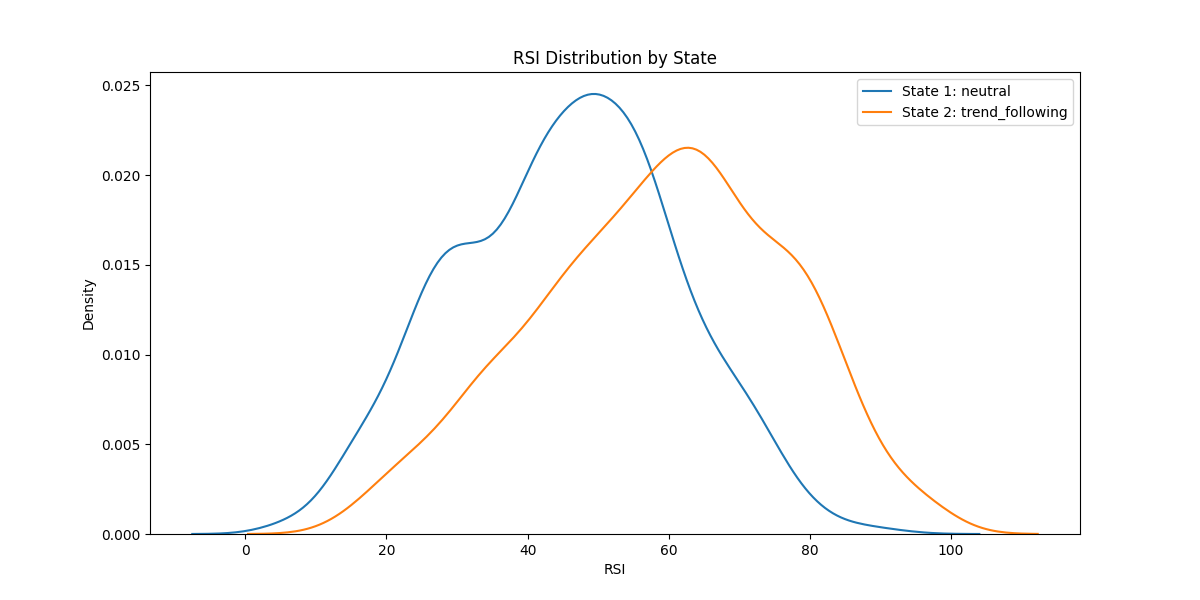 RSI Distribution by State
State 1: neutral
State 2: trend_following
Density
0.025
0.020
0.015
0.010
0.005
0.000
0 20 40 60 80 100
RSI